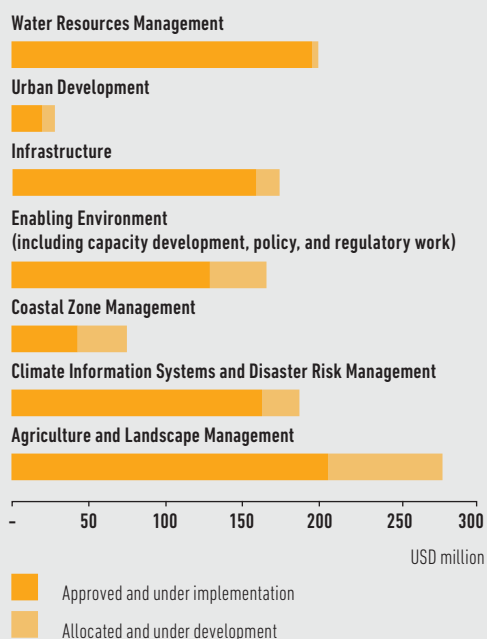 Water Resources Management
Urban Development
Infrastructure
Enabling Environment
(including capacity development, policy, and regulatory work)
Coastal Zone Management
Climate Information Systems and Disaster Risk Management
Agriculture and Landscape Management
- 50 100 150 200 250 300
USD million
Approved and under implementation
Allocated and under development